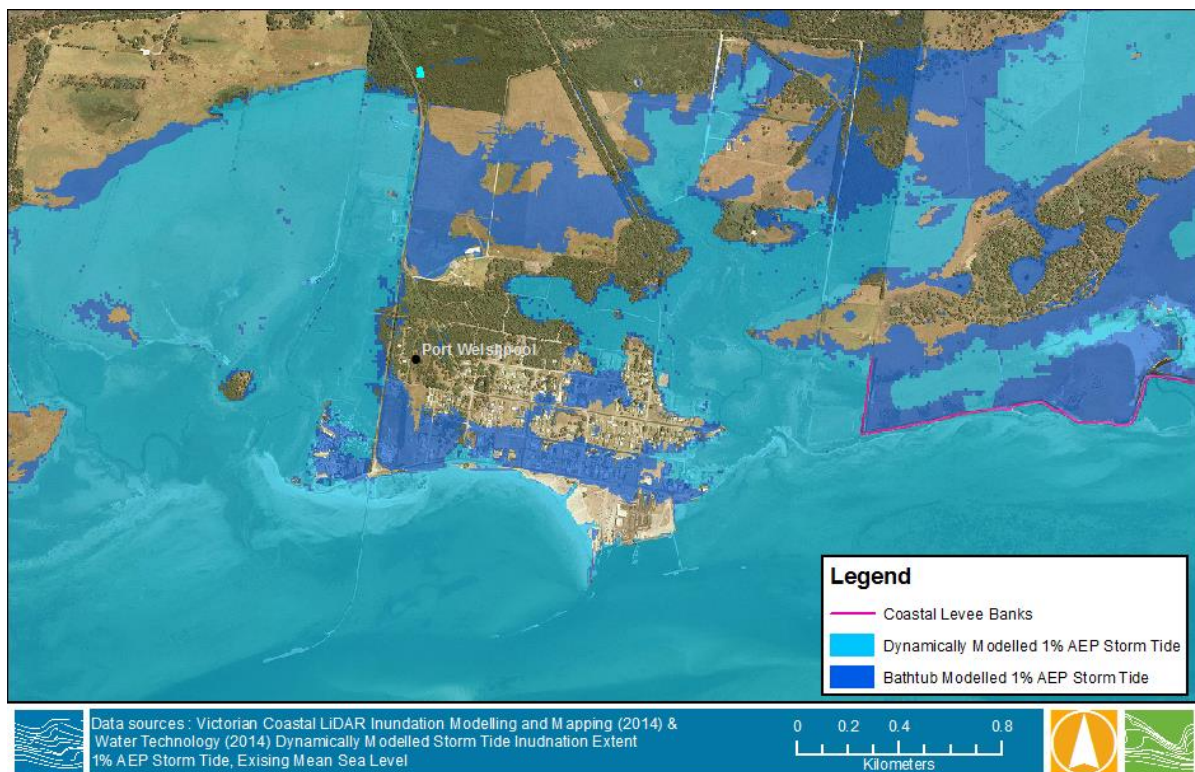 Port Welshpool
Legend
Coastal Levee Banks
Dynamically Modelled 1% AEP Storm Tide
Bathtub Modelled 1% AEP Storm Tide
Data sources : Victorian Coastal LiDAR Inundation Modelling and Mapping (2014) &
Water Technology (2014) Dynamically Modelled Storm Tide Inudnation Extent
1% AEP Storm Tide, Exising Mean Sea Level
0 0.2 0.4 0.8
Kilometers